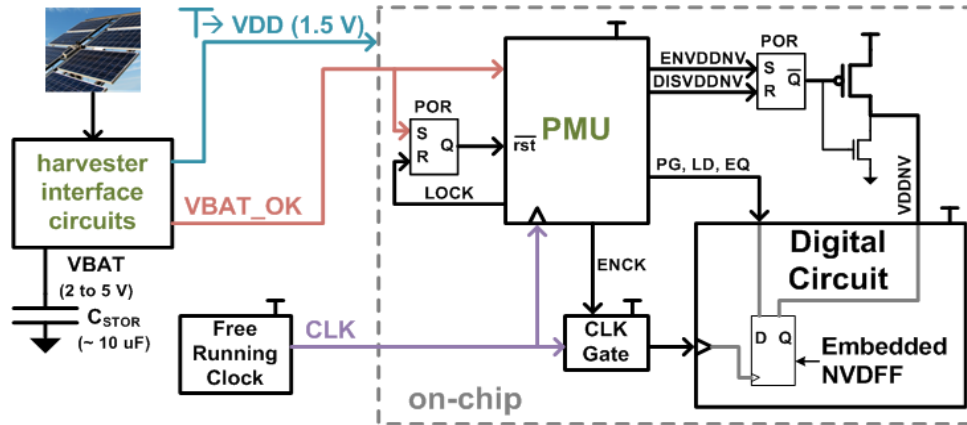 VDD (1.5 V)
harvester
interface
circuits
VBAT_OK
VBAT
(2 to 5 V)
CSTOR
(~ 10 uF)
Free
Running
Clock
CLK
on-chip
POR
S
R
Q
LOCK
rst
PMU
ENVDDNV
DISVDDNV
POR
S
R
Q
PG, LD, EQ
VDDNV
ENCK
CLK
Gate
Digital
Circuit
D Q
Embedded
NVDFF